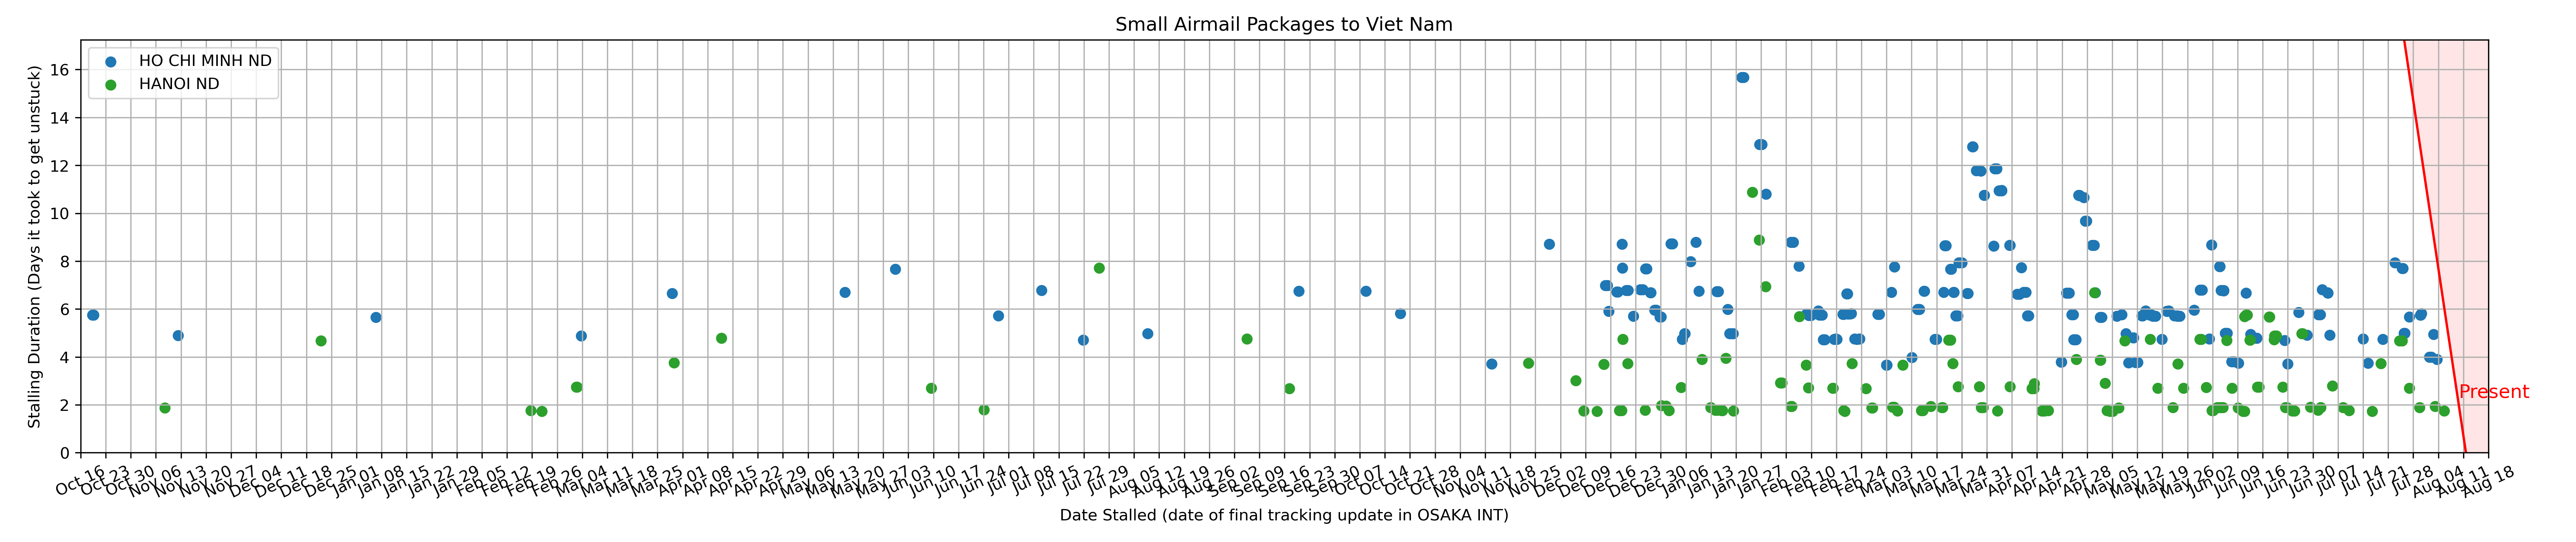 Small Airmail Packages to Viet Nam
HO CHI MINH ND
HANOI ND
Stalling Duration (Days it took to get unstuck)
16
14
12
10
8
6
4
2
0
Present
Oct 16
Oct 23
Oct 30
Nov 06
Nov 13
Nov 20
Nov 27
Dec 04
Dec 11
Dec 18
Dec 25
Jan 01
Jan 08
Jan 15
Jan 22
Jan 29
Feb 05
Feb 12
Feb 19
Feb 26
Mar 04
Mar 11
Mar 18
Mar 25
Apr 01
Apr 08
Apr 15
Apr 22
Apr 29
May 06
May 13
May 20
May 27
Jun 03
Jun 10
Jun 17
Jun 24
Jul 01
Jul 08
Jul 15
Jul 22
Jul 29
Aug 05
Aug 12
Aug 19
Aug 26
Sep 02
Sep 09
Sep 16
Sep 23
Sep 30
Oct 07
Oct 14
Oct 21
Oct 28
Nov 04
Nov 11
Nov 18
Nov 25
Dec 02
Dec 09
Dec 16
Dec 23
Dec 30
Jan 06
Jan 13
Jan 20
Jan 27
Feb 03
Feb 10
Feb 17
Feb 24
Mar 03
Mar 10
Mar 17
Mar 24
Mar 31
Apr 07
Apr 14
Apr 21
Apr 28
May 05
May 12
May 19
May 26
Jun 02
Jun 09
Jun 16
Jun 23
Jun 30
Jul 07
Jul 14
Jul 21
Jul 28
Aug 04
Aug 11
Aug 18
Date Stalled (date of final tracking update in OSAKA INT)